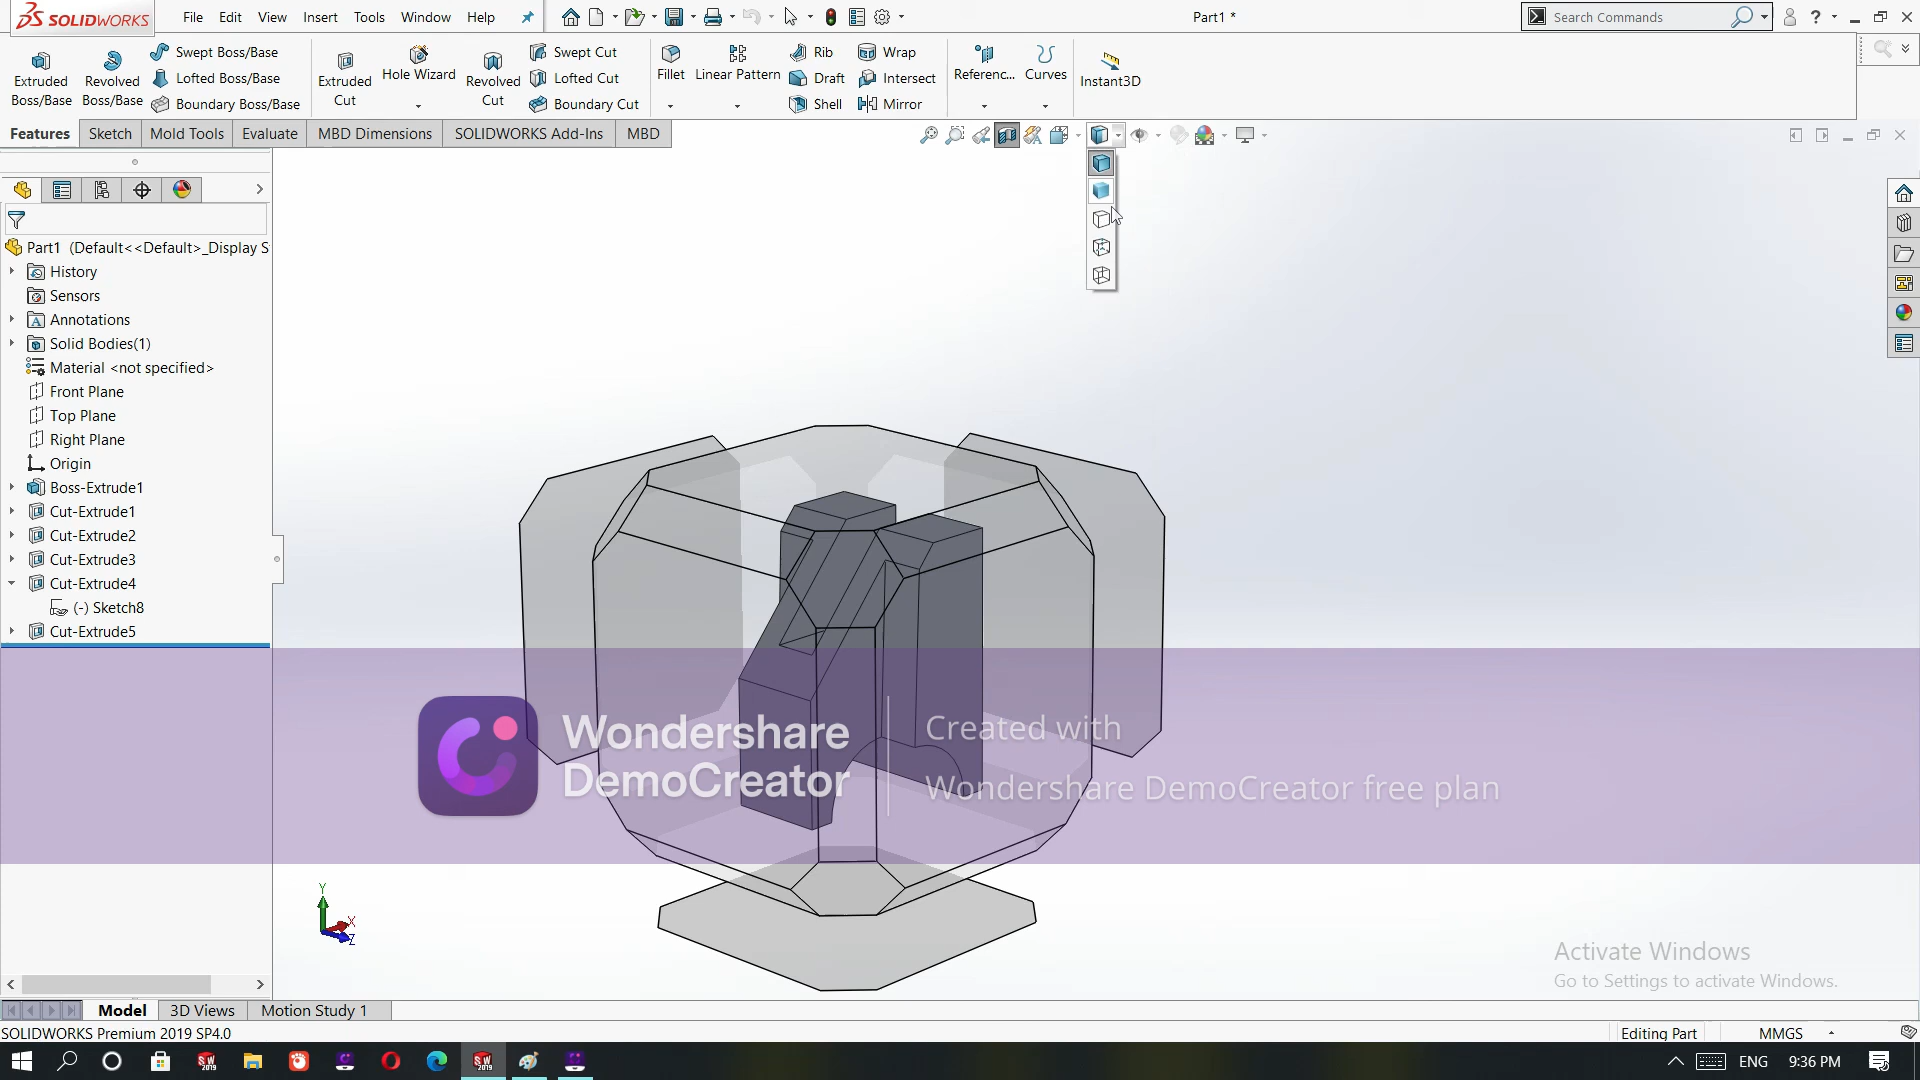 SOLIDWORKS
File Edit View Insert Tools Window Help
Part1 *
Search Commands
Extruded Boss/Base
Revolved Boss/Base
Swept Boss/Base
Lofted Boss/Base
Boundary Boss/Base
Extruded Cut
Hole Wizard
Revolved Cut
Swept Cut
Lofted Cut
Boundary Cut
Fillet
Linear Pattern
Rib
Draft
Shell
Wrap
Intersect
Mirror
Referenc...
Curves
Instant3D
Features Sketch Mold Tools Evaluate MBD Dimensions SOLIDWORKS Add-Ins MBD
Part1 (Default<<Default>_Display S
History
Sensors
Annotations
Solid Bodies(1)
Material <not specified>
Front Plane
Top Plane
Right Plane
Origin
Boss-Extrude1
Cut-Extrude1
Cut-Extrude2
Cut-Extrude3
Cut-Extrude4
(-) Sketch8
Cut-Extrude5
Wondershare
DemoCreator
Created with
Wondershare DemoCreator free plan
Y
X
Z
Activate Windows
Go to Settings to activate Windows.
Model 3D Views Motion Study 1
SOLIDWORKS Premium 2019 SP4.0
Editing Part MMGS
ENG 9:36 PM